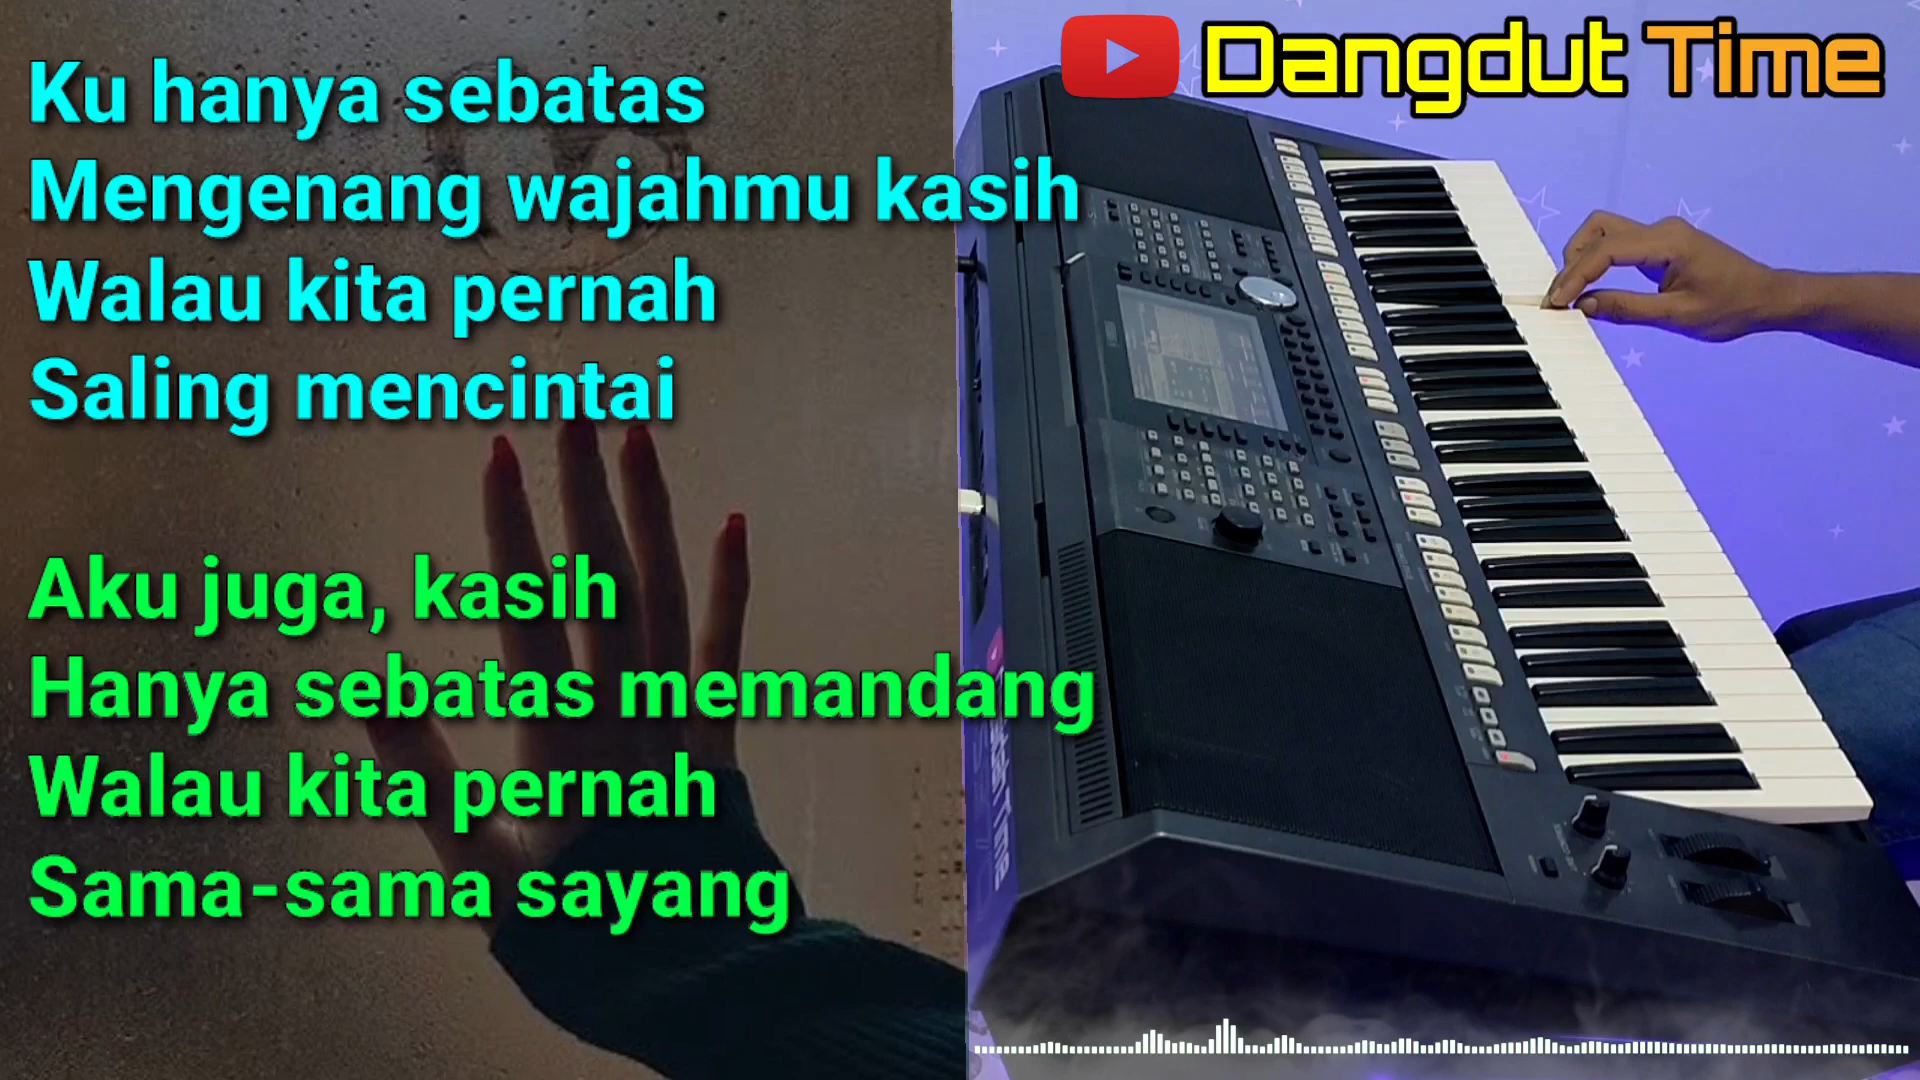 Ku hanya sebatas
Mengenang wajahmu kasih
Walau kita pernah
Saling mencintai
Aku juga, kasih
Hanya sebatas memandang
Walau kita pernah
Sama-sama sayang
Dangdut Time